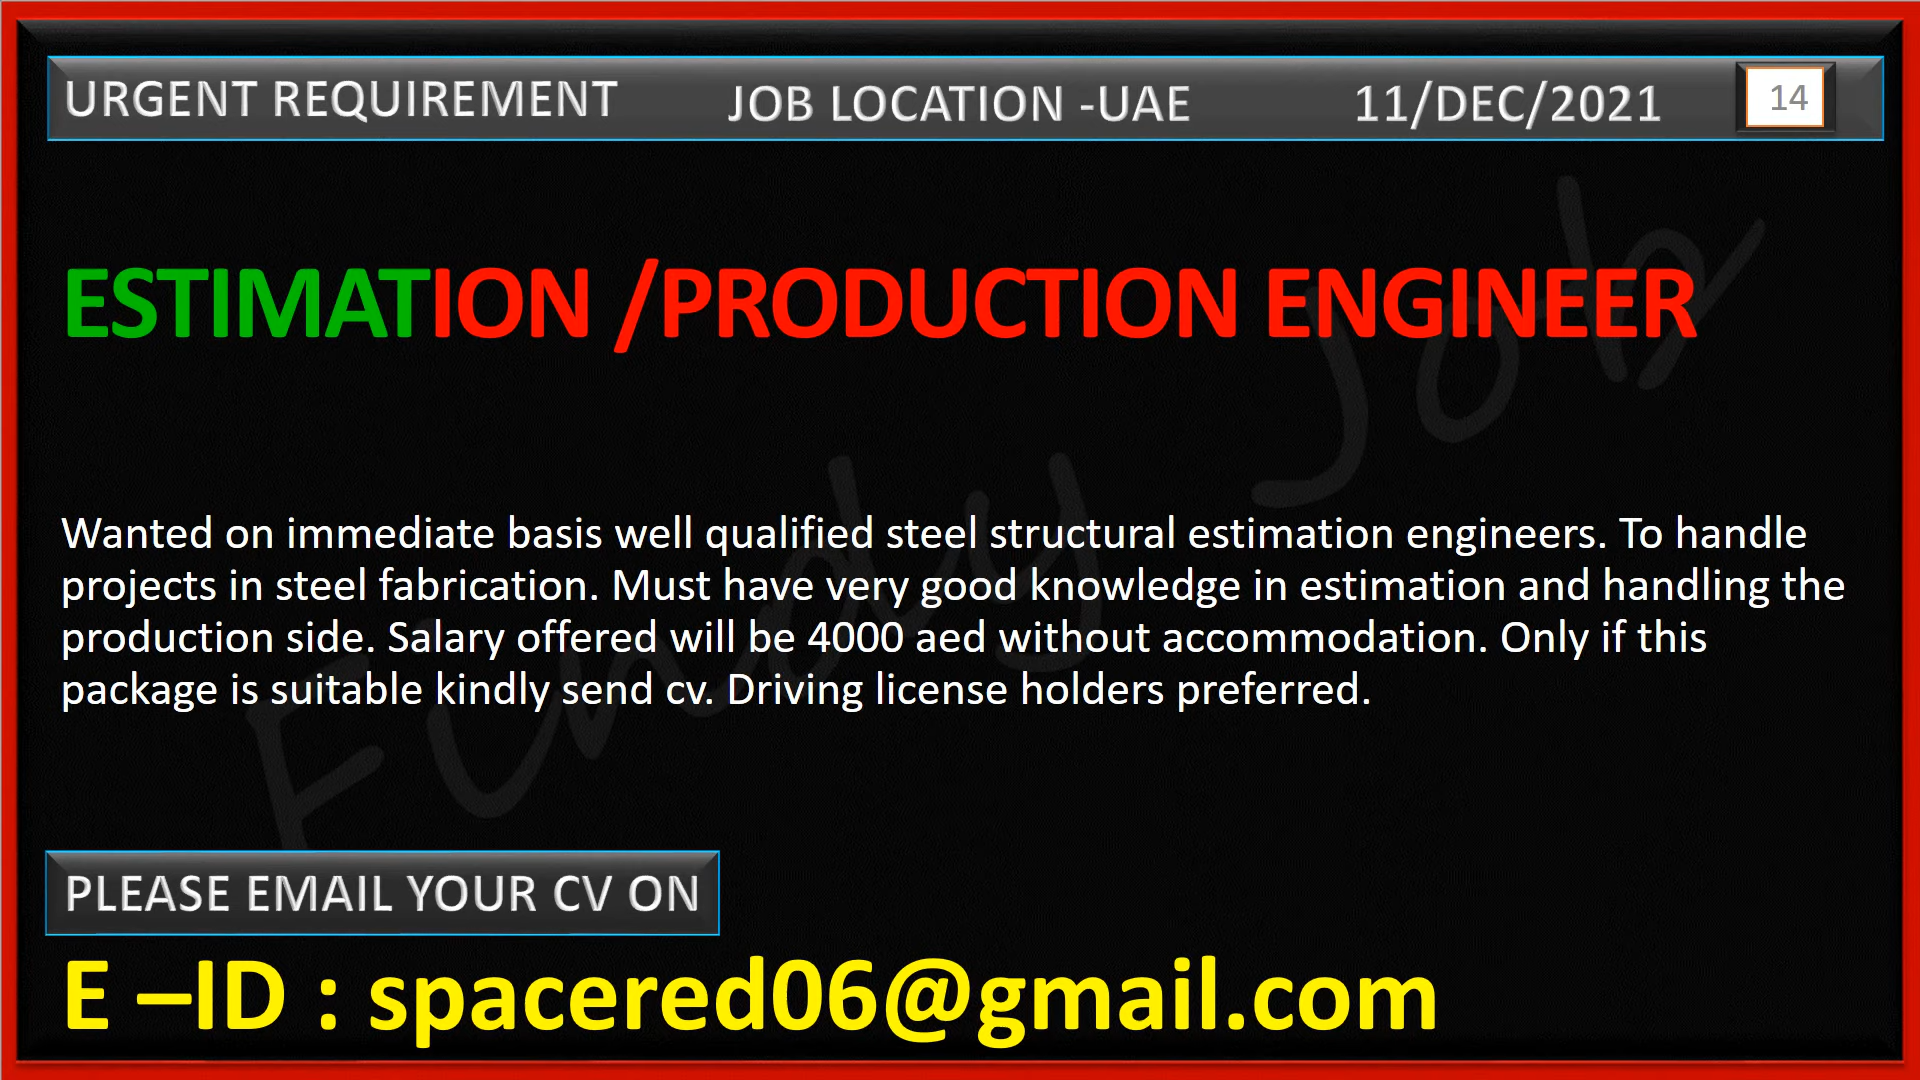 URGENT REQUIREMENT JOB LOCATION -UAE 11/DEC/2021 14
ESTIMATION /PRODUCTION ENGINEER
Wanted on immediate basis well qualified steel structural estimation engineers. To handle
projects in steel fabrication. Must have very good knowledge in estimation and handling the
production side. Salary offered will be 4000 aed without accommodation. Only if this
package is suitable kindly send cv. Driving license holders preferred.
Findy Job
PLEASE EMAIL YOUR CV ON
E –ID : spacered06@gmail.com